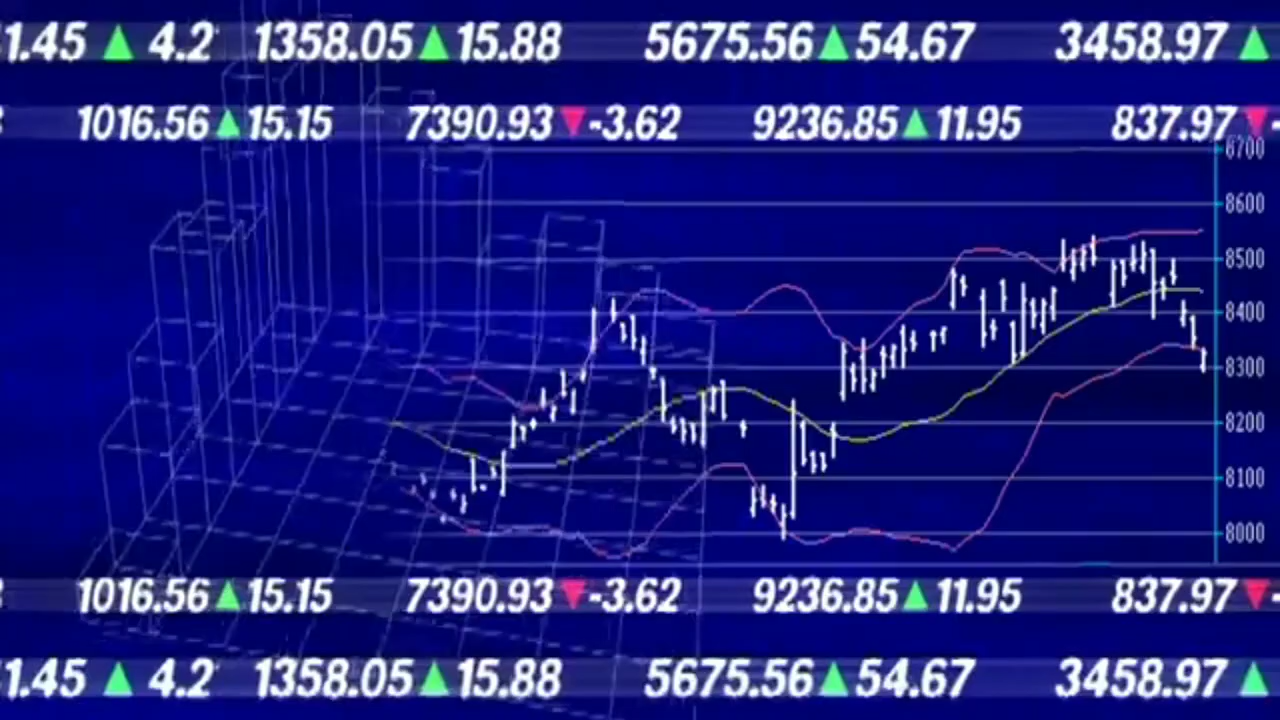 1.45 ▲ 4.2 1358.05 ▲ 15.88 5675.56 ▲ 54.67 3458.97 ▲
1016.56 ▲ 15.15 7390.93 ▼ -3.62 9236.85 ▲ 11.95 837.97 ▼ -
8700
8600
8500
8400
8300
8200
8100
8000
1016.56 ▲ 15.15 7390.93 ▼ -3.62 9236.85 ▲ 11.95 837.97 ▼ -
1.45 ▲ 4.2 1358.05 ▲ 15.88 5675.56 ▲ 54.67 3458.97 ▲